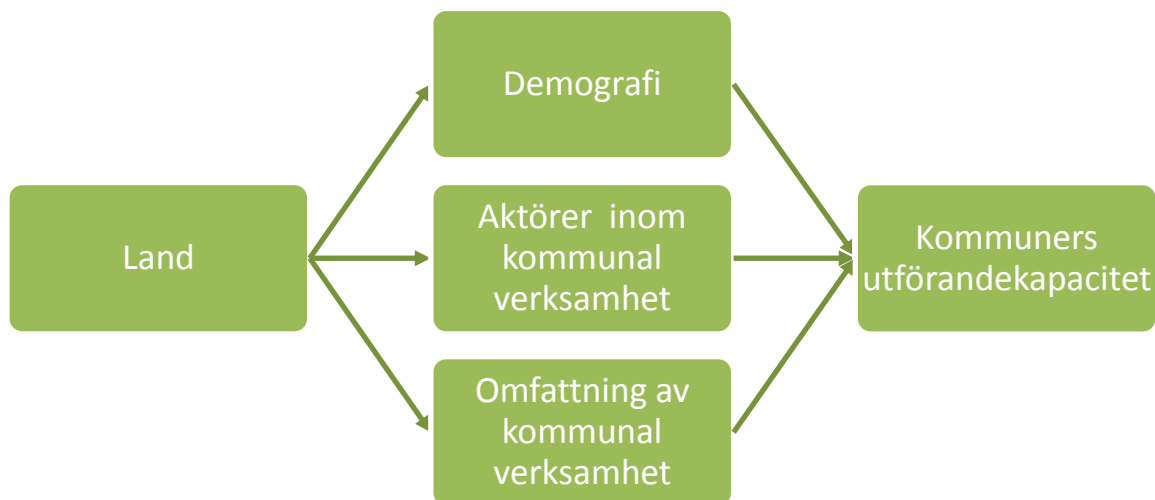 Demografi
Land
Aktörer inom
kommunal
verksamhet
Kommuners
utförandekapacitet
Omfattning av
kommunal
verksamhet